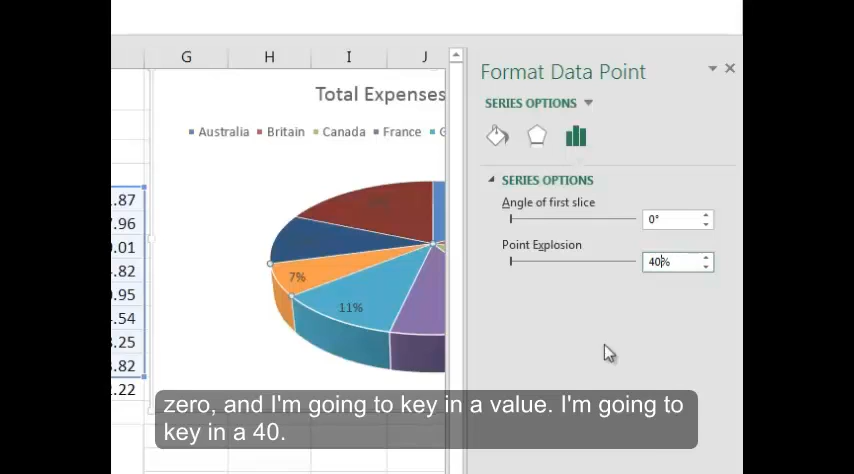 G H I J
Format Data Point
SERIES OPTIONS
Total Expenses
Australia Britain Canada France G
SERIES OPTIONS
Angle of first slice
0°
Point Explosion
40%
.87
.96
.01
.82
.95
.54
.25
.82
.22
7%
11%
zero, and I'm going to key in a value. I'm going to
key in a 40.